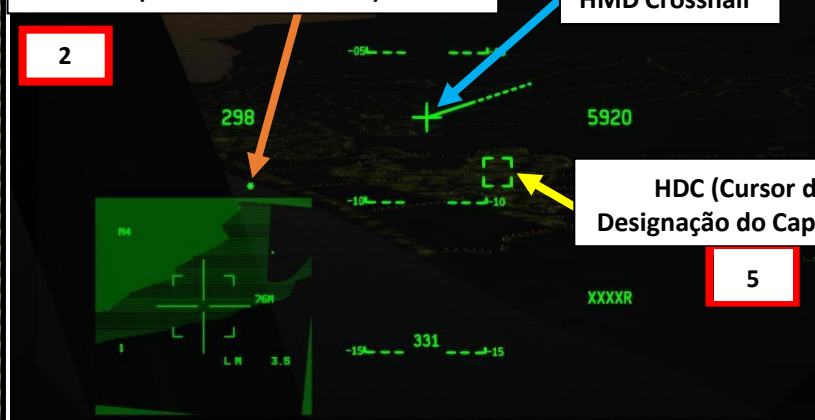 HMD Crosshair
2
-05
298
5920
HDC (Cursor d
Designação do Cap
-10 -10
M4
76M
5
XXXXR
1
L M 3.5
331
-15 -15